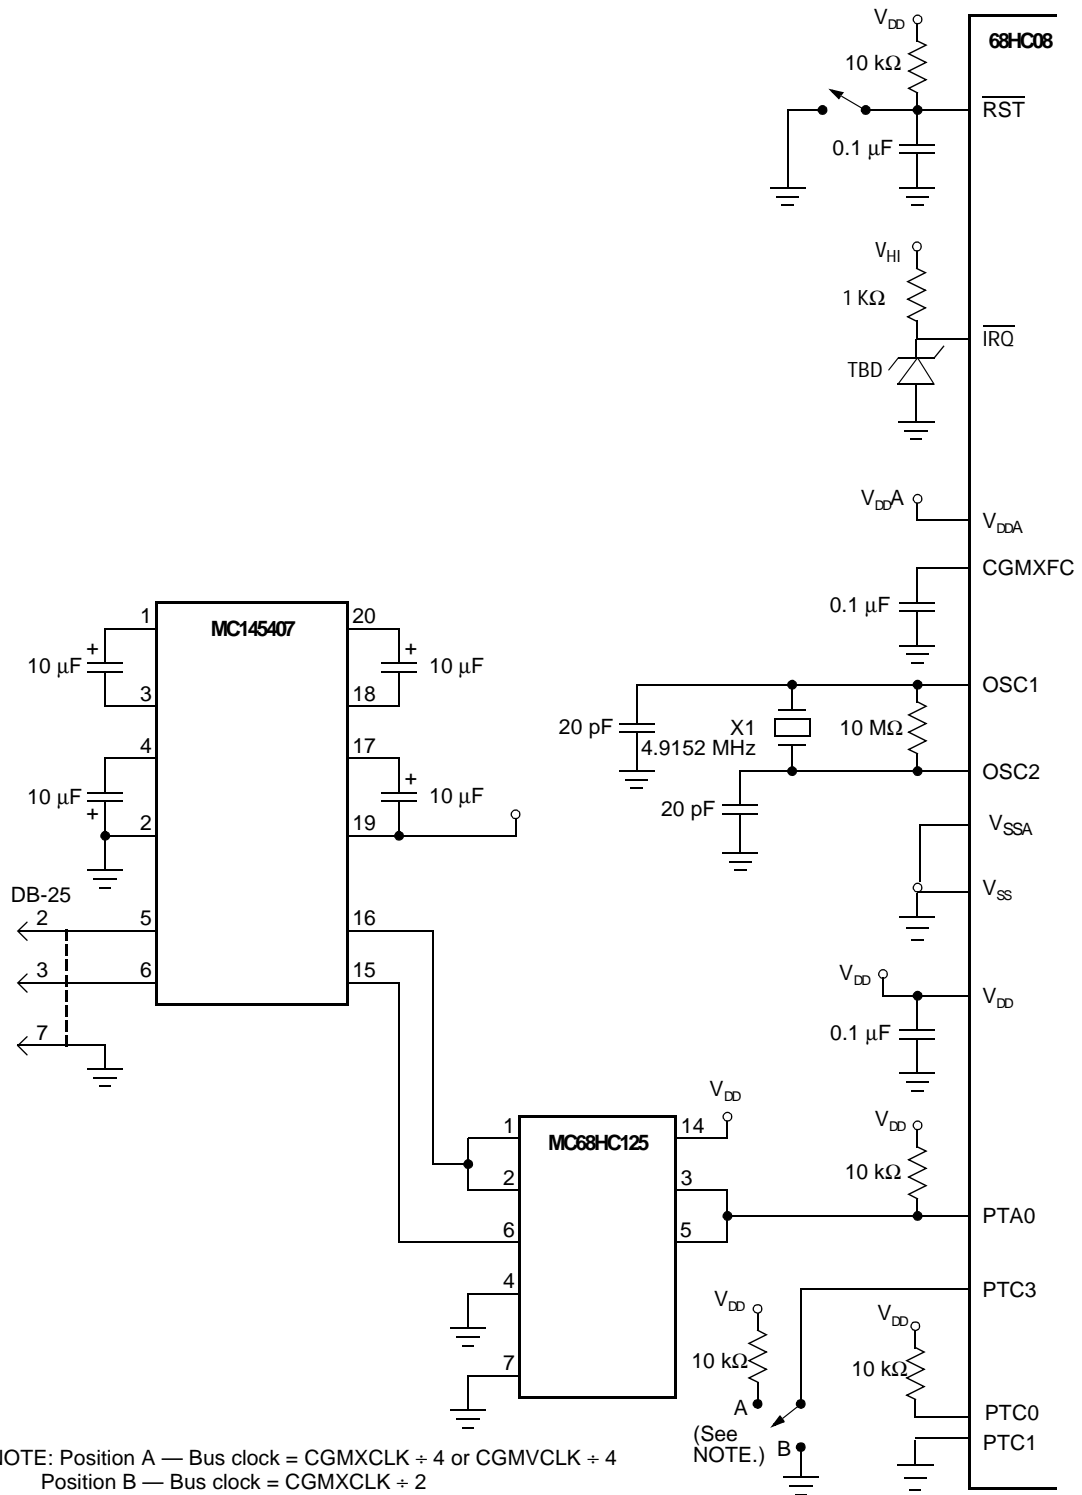 VDD
68HC08
10 kΩ
RST
0.1 μF
VHI
1 KΩ
IRQ
TBD
VDDA
VDDA
CGMXFC
0.1 μF
1
MC145407
20
10 μF
+
+
10 μF
3
18
OSC1
20 pF
X1
4.9152 MHz
10 MΩ
4
17
OSC2
10 μF
+
+
10 μF
20 pF
2
19
VSSA
DB-25
VSS
2
5
16
3
6
15
VDD
VDD
7
0.1 μF
VDD
1
MC68HC125
14
VDD
2
3
10 kΩ
6
5
PTA0
4
PTC3
VDD
VDD
7
10 kΩ
10 kΩ
A
PTC0
(See
NOTE.)
B
PTC1
NOTE: Position A — Bus clock = CGMXCLK ÷ 4 or CGMVCLK ÷ 4
Position B — Bus clock = CGMXCLK ÷ 2